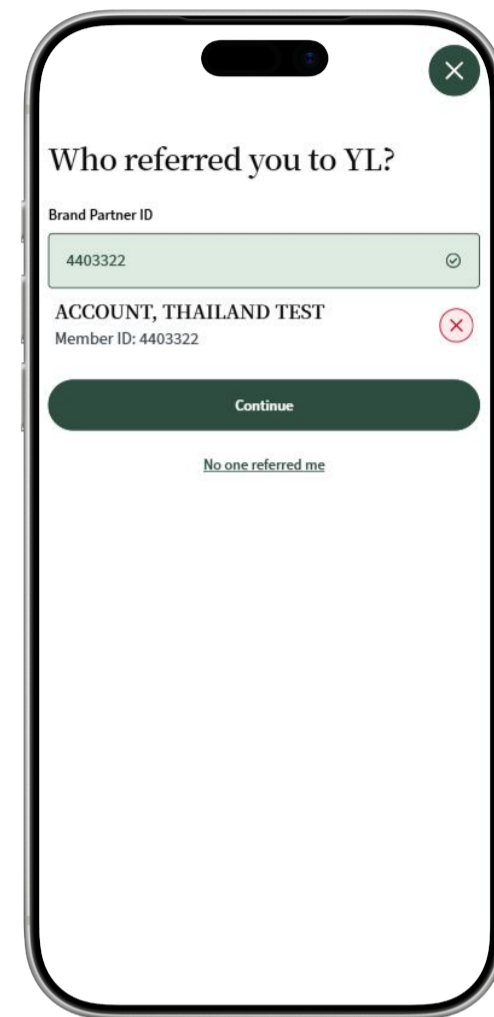 Who referred you to YL?
Brand Partner ID
4403322
ACCOUNT, THAILAND TEST
Member ID: 4403322
Continue
No one referred me